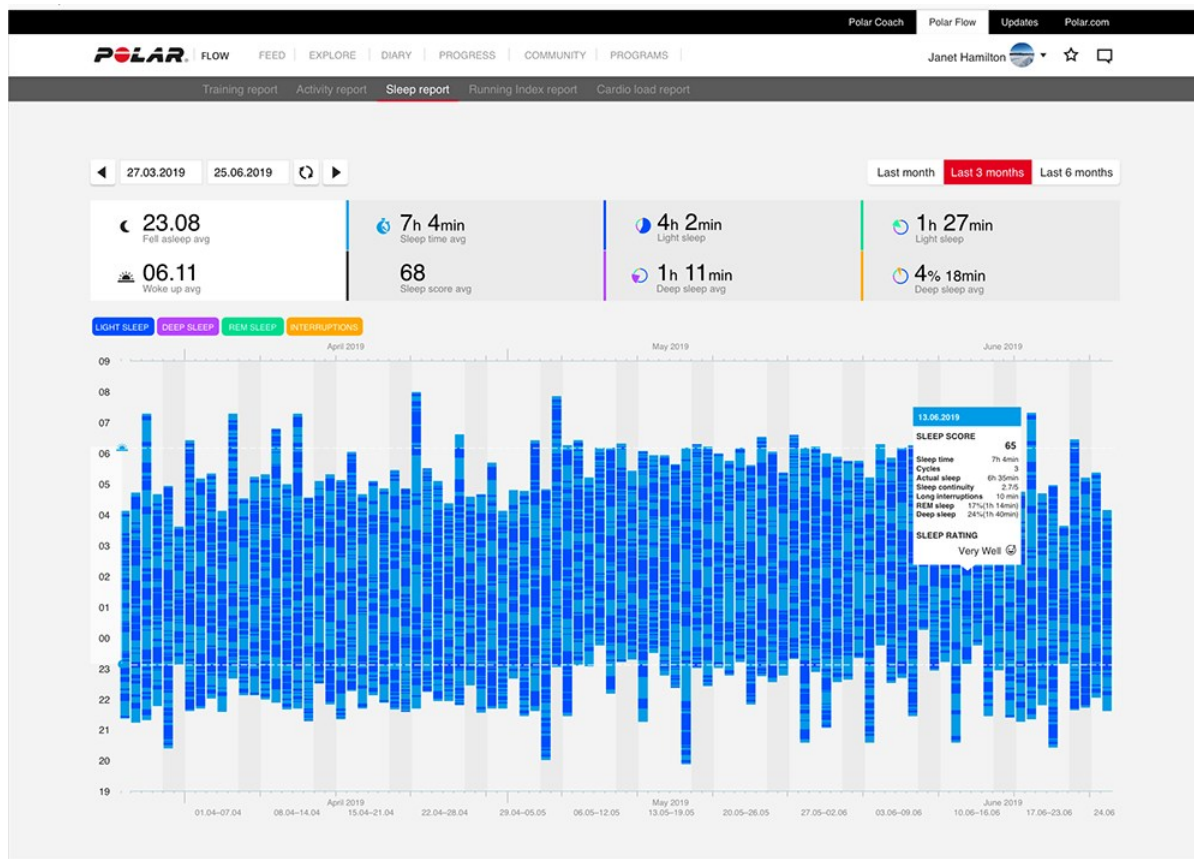 Polar Coach Polar Flow Updates Polar.com
POLAR. FLOW FEED EXPLORE DIARY PROGRESS COMMUNITY PROGRAMS Janet Hamilton
Training report Activity report Sleep report Running Index report Cardio load report
27.03.2019 25.06.2019 Last month Last 3 months Last 6 months
23.08 7h 4min 4h 2min 1h 27min
Fell asleep avg Sleep time avg Light sleep Light sleep
06.11 68 1h 11min 4% 18min
Woke up avg Sleep score avg Deep sleep avg Deep sleep avg
LIGHT SLEEP DEEP SLEEP REM SLEEP INTERRUPTIONS
April 2019 May 2019 June 2019
09
08
07
06
05
04
03
02
01
00
23
22
21
20
19
13.06.2019
SLEEP SCORE
65
Sleep time 7h 4min
Cycles 3
Actual sleep 6h 35min
Sleep continuity 2.7/5
Long interruptions 10 min
REM sleep 17%(1h 14min)
Deep sleep 24%(1h 40min)
SLEEP RATING
Very Well
April 2019 May 2019 June 2019
01.04–07.04 08.04–14.04 15.04–21.04 22.04–28.04 29.04–05.05 06.05–12.05 13.05–19.05 20.05–26.05 27.05–02.06 03.06–09.06 10.06–16.06 17.06–23.06 24.06